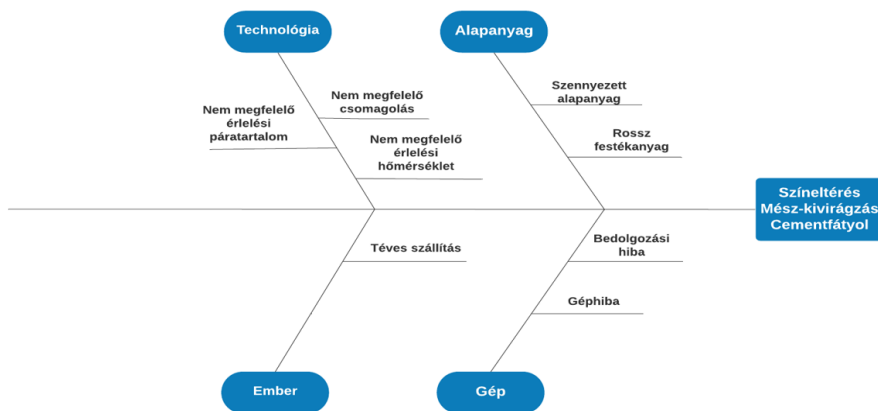 Technológia
Alapanyag
Nem megfelelő
csomagolás
Nem megfelelő
érlelési
páratartalom
Nem megfelelő
érlelési
hőmérséklet
Szennyezett
alapanyag
Rossz
festékanyag
Színeltérés
Mész-kivirágzás
Cementfátyol
Téves szállítás
Bedolgozási
hiba
Géphiba
Ember
Gép